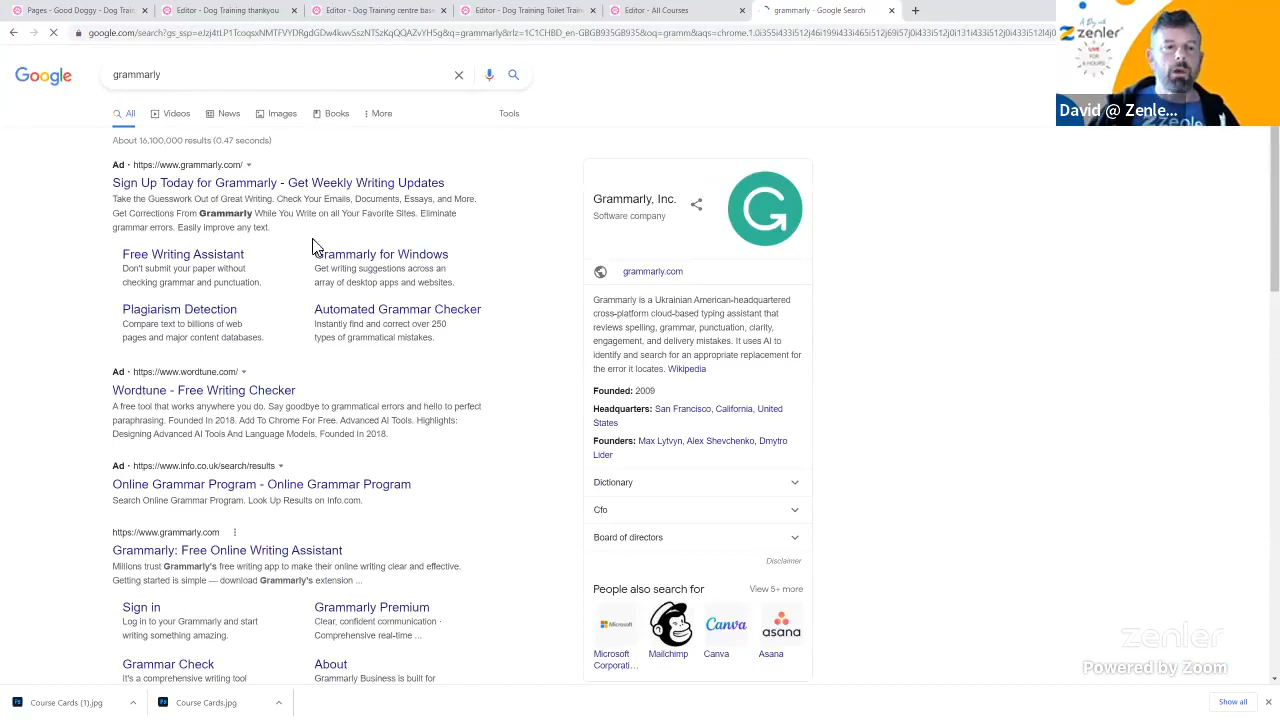 Pages - Good Doggy - Dog Train
Editor - Dog Training thankyou
Editor - Dog Training centre bas
Editor - Dog Training Toilet Train
Editor - All Courses
grammarly - Google Search
A Day with
zenler
LIVE
FOR
6 HOURS
David @ Zenle...
Google
grammarly
All
Videos
News
Images
Books
More
Tools
About 16,100,000 results (0.47 seconds)
Ad · https://www.grammarly.com/
Sign Up Today for Grammarly - Get Weekly Writing Updates
Take the Guesswork Out of Great Writing. Check Your Emails, Documents, Essays, and More.
Get Corrections From Grammarly While You Write on all Your Favorite Sites. Eliminate
grammar errors. Easily improve any text.
Free Writing Assistant
Don't submit your paper without
checking grammar and punctuation.
Grammarly for Windows
Get writing suggestions across an
array of desktop apps and websites.
Plagiarism Detection
Compare text to billions of web
pages and major content databases.
Automated Grammar Checker
Instantly find and correct over 250
types of grammatical mistakes.
Ad · https://www.wordtune.com/
Wordtune - Free Writing Checker
A free tool that works anywhere you do. Say goodbye to grammatical errors and hello to perfect
paraphrasing. Founded In 2018. Add To Chrome For Free. Advanced AI Tools. Highlights:
Designing Advanced AI Tools And Language Models, Founded In 2018.
Ad · https://www.info.co.uk/search/results
Online Grammar Program - Online Grammar Program
Search Online Grammar Program. Look Up Results on Info.com.
https://www.grammarly.com
Grammarly: Free Online Writing Assistant
Millions trust Grammarly's free writing app to make their online writing clear and effective.
Getting started is simple — download Grammarly's extension ...
Sign in
Log in to your Grammarly and start
writing something amazing.
Grammarly Premium
Clear, confident communication ·
Comprehensive real-time ...
Grammar Check
It's a comprehensive writing tool
About
Grammarly Business is built for
Grammarly, Inc.
Software company
grammarly.com
Grammarly is a Ukrainian American-headquartered
cross-platform cloud-based typing assistant that
reviews spelling, grammar, punctuation, clarity,
engagement, and delivery mistakes. It uses AI to
identify and search for an appropriate replacement for
the error it locates. Wikipedia
Founded: 2009
Headquarters: San Francisco, California, United
States
Founders: Max Lytvyn, Alex Shevchenko, Dmytro
Lider
Dictionary
Cfo
Board of directors
Disclaimer
People also search for
View 5+ more
Microsoft
Canva
asana
Microsoft
Corporati...
Mailchimp
Canva
Asana
zenler
Powered by Zoom
Course Cards (1).jpg
Course Cards.jpg
Show all